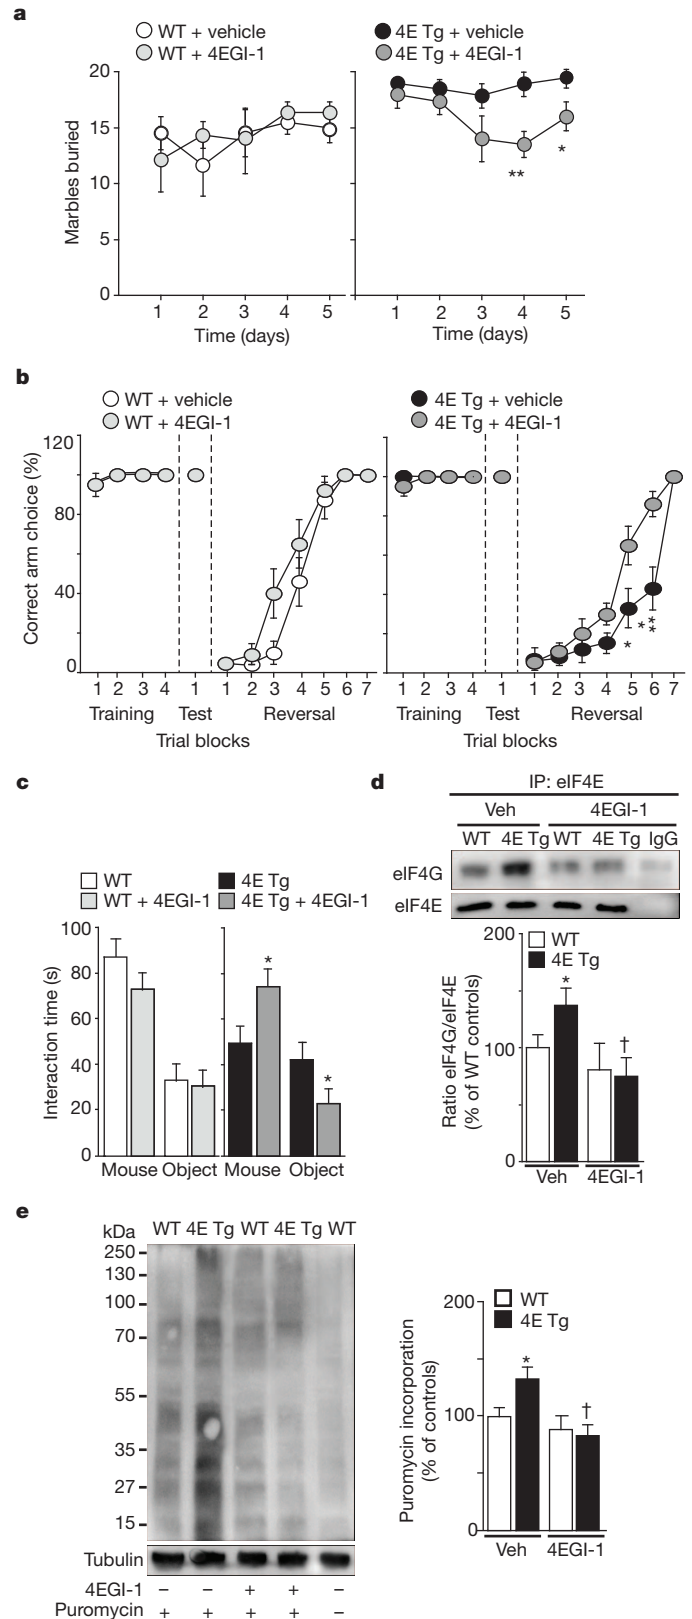 a
WT + vehicle
WT + 4EGI-1
4E Tg + vehicle
4E Tg + 4EGI-1
Marbles buried
20
15
10
5
0
** *
1 2 3 4 5 1 2 3 4 5
Time (days) Time (days)
b
WT + vehicle
WT + 4EGI-1
4E Tg + vehicle
4E Tg + 4EGI-1
Correct arm choice (%)
120
80
40
0
* * **
1 2 3 4 1 1 2 3 4 5 6 7 1 2 3 4 1 1 2 3 4 5 6 7
Training Test Reversal Training Test Reversal
Trial blocks Trial blocks
c
WT
WT + 4EGI-1
4E Tg
4E Tg + 4EGI-1
Interaction time (s)
100
80
60
40
20
0
* *
Mouse Object Mouse Object
d
IP: eIF4E
Veh 4EGI-1
WT 4E Tg WT 4E Tg IgG
eIF4G
eIF4E
WT
4E Tg
Ratio eIF4G/eIF4E
(% of WT controls)
200
100
0
* †
Veh 4EGI-1
e
kDa WT 4E Tg WT 4E Tg WT
250
130
100
70
55
35
27
15
Tubulin
4EGI-1 – – + + –
Puromycin + + + + –
WT
4E Tg
Puromycin incorporation
(% of controls)
200
100
0
* †
Veh 4EGI-1